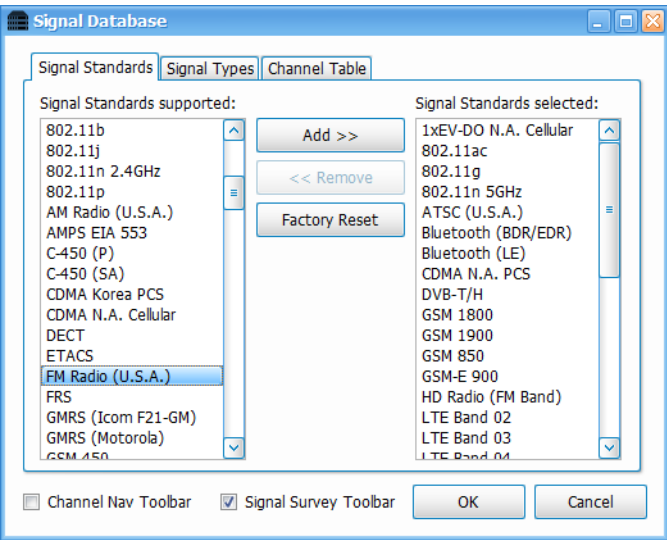 Signal Database
Signal Standards Signal Types Channel Table
Signal Standards supported:
802.11b
802.11j
802.11n 2.4GHz
802.11p
AM Radio (U.S.A.)
AMPS EIA 553
C-450 (P)
C-450 (SA)
CDMA Korea PCS
CDMA N.A. Cellular
DECT
ETACS
FM Radio (U.S.A.)
FRS
GMRS (Icom F21-GM)
GMRS (Motorola)
GSM 450
Add >>
<< Remove
Factory Reset
Signal Standards selected:
1xEV-DO N.A. Cellular
802.11ac
802.11g
802.11n 5GHz
ATSC (U.S.A.)
Bluetooth (BDR/EDR)
Bluetooth (LE)
CDMA N.A. PCS
DVB-T/H
GSM 1800
GSM 1900
GSM 850
GSM-E 900
HD Radio (FM Band)
LTE Band 02
LTE Band 03
LTE Band 04
Channel Nav Toolbar Signal Survey Toolbar OK Cancel